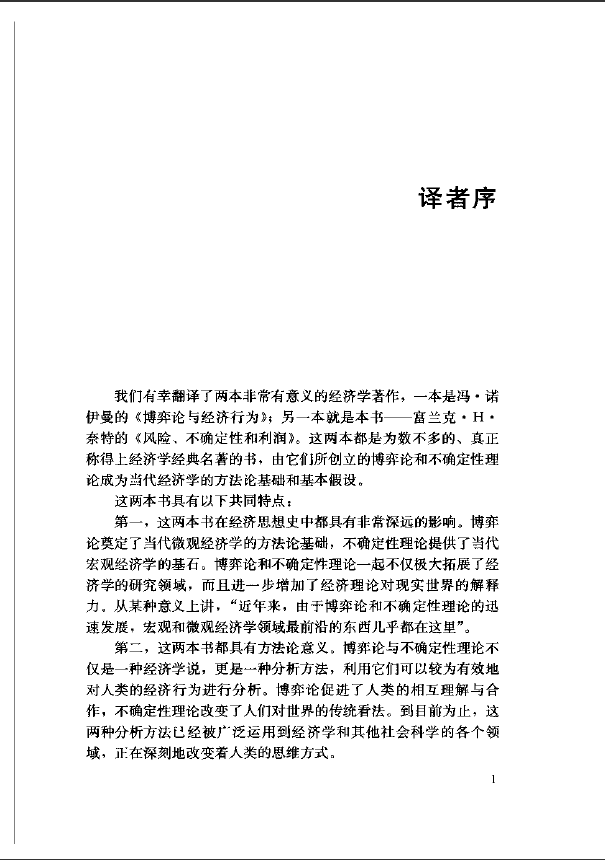 译者序
我们有幸翻译了两本非常有意义的经济学著作，一本是冯·诺
伊曼的《博弈论与经济行为》；另一本就是本书——富兰克·H·
奈特的《风险、不确定性和利润》。这两本都是为数不多的、真正
称得上经济学经典名著的书，由它们所创立的博弈论和不确定性理
论成为当代经济学的方法论基础和基本假设。
这两本书具有以下共同特点：
第一，这两本书在经济思想史中都具有非常深远的影响。博弈
论奠定了当代微观经济学的方法论基础，不确定性理论提供了当代
宏观经济学的基石。博弈论和不确定性理论一起不仅极大拓展了经
济学的研究领域，而且进一步增加了经济理论对现实世界的解释
力。从某种意义上讲，“近年来，由于博弈论和不确定性理论的迅
速发展，宏观和微观经济学领域最前沿的东西几乎都在这里”。
第二，这两本书都具有方法论意义。博弈论与不确定性理论不
仅是一种经济学说，更是一种分析方法，利用它们可以较为有效地
对人类的经济行为进行分析。博弈论促进了人类的相互理解与合
作，不确定性理论改变了人们对世界的传统看法。到目前为止，这
两种分析方法已经被广泛运用到经济学和其他社会科学的各个领
域，正在深刻地改变着人类的思维方式。
1